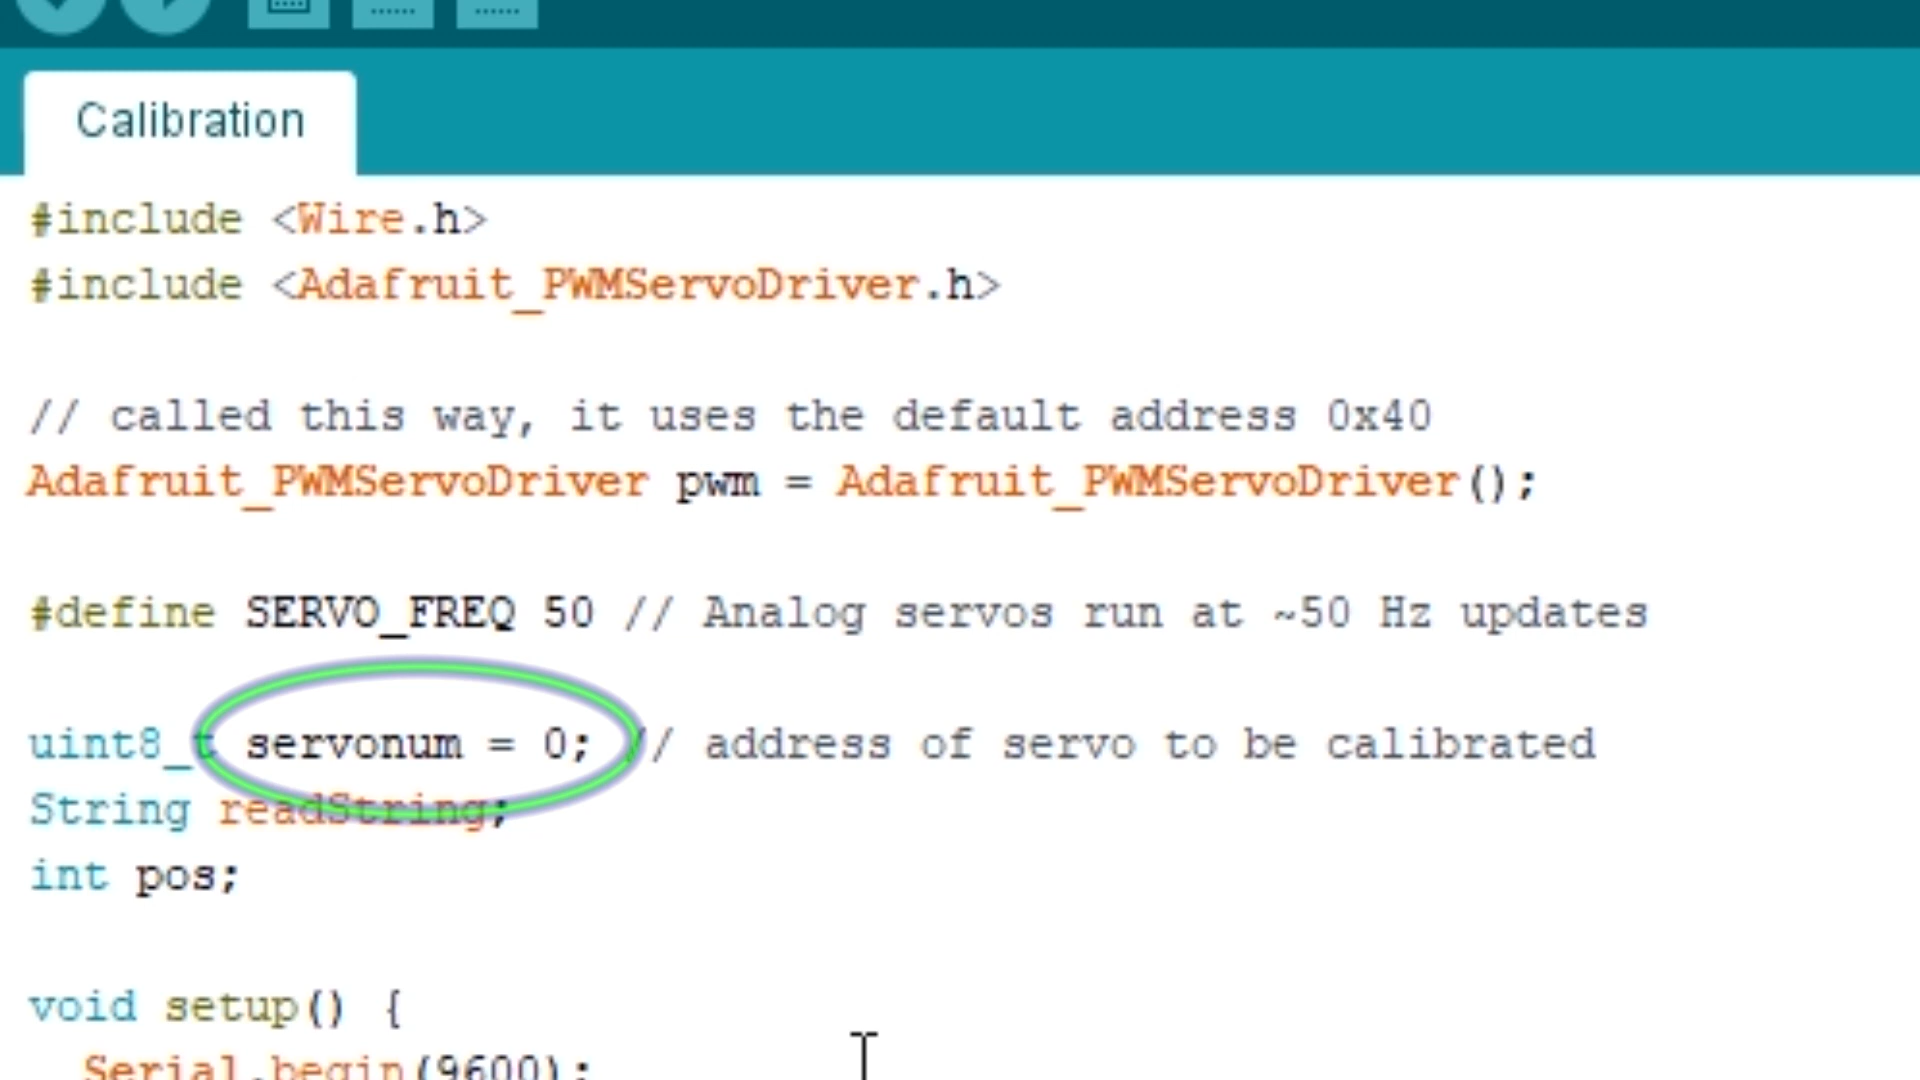 Calibration
#include <Wire.h>
#include <Adafruit_PWMServoDriver.h>
// called this way, it uses the default address 0x40
Adafruit_PWMServoDriver pwm = Adafruit_PWMServoDriver();
#define SERVO_FREQ 50 // Analog servos run at ~50 Hz updates
uint8_t servonum = 0; // address of servo to be calibrated
String readString;
int pos;
void setup() {
Serial.begin(9600);